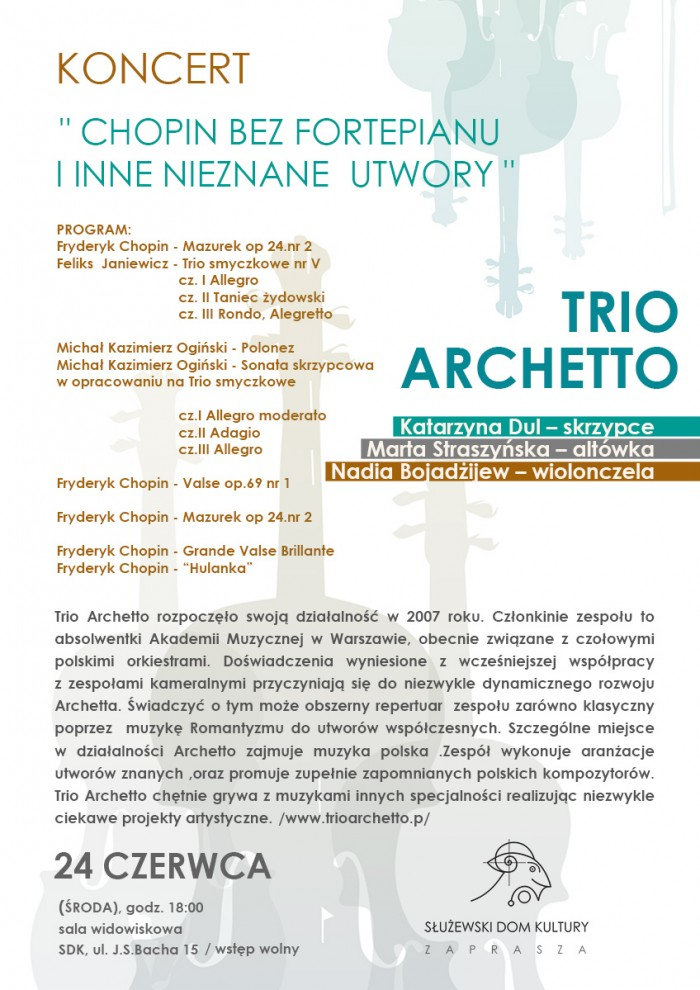 KONCERT
" CHOPIN BEZ FORTEPIANU
I INNE NIEZNANE UTWORY "
PROGRAM:
Fryderyk Chopin - Mazurek op 24.nr 2
Feliks Janiewicz - Trio smyczkowe nr V
cz. I Allegro
cz. II Taniec żydowski
cz. III Rondo, Alegretto
Michał Kazimierz Ogiński - Polonez
Michał Kazimierz Ogiński - Sonata skrzypcowa
w opracowaniu na Trio smyczkowe
cz.I Allegro moderato
cz.II Adagio
cz.III Allegro
Fryderyk Chopin - Valse op.69 nr 1
Fryderyk Chopin - Mazurek op 24.nr 2
Fryderyk Chopin - Grande Valse Brillante
Fryderyk Chopin - “Hulanka”
TRIO
ARCHETTO
Katarzyna Dul – skrzypce
Marta Straszyńska – altówka
Nadia Bojadżijew – wiolonczela
Trio Archetto rozpoczęło swoją działalność w 2007 roku. Członkinie zespołu to
absolwentki Akademii Muzycznej w Warszawie, obecnie związane z czołowymi
polskimi orkiestrami. Doświadczenia wyniesione z wcześniejszej współpracy
z zespołami kameralnymi przyczyniają się do niezwykle dynamicznego rozwoju
Archetta. Świadczyć o tym może obszerny repertuar zespołu zarówno klasyczny
poprzez muzykę Romantyzmu do utworów współczesnych. Szczególne miejsce
w działalności Archetto zajmuje muzyka polska .Zespół wykonuje aranżacje
utworów znanych ,oraz promuje zupełnie zapomnianych polskich kompozytorów.
Trio Archetto chętnie grywa z muzykami innych specjalności realizując niezwykle
ciekawe projekty artystyczne. /www.trioarchetto.p/
24 CZERWCA
(ŚRODA), godz. 18:00
sala widowiskowa
SDK, ul. J.S.Bacha 15 / wstęp wolny
SŁUŻEWSKI DOM KULTURY
ZAPRASZA